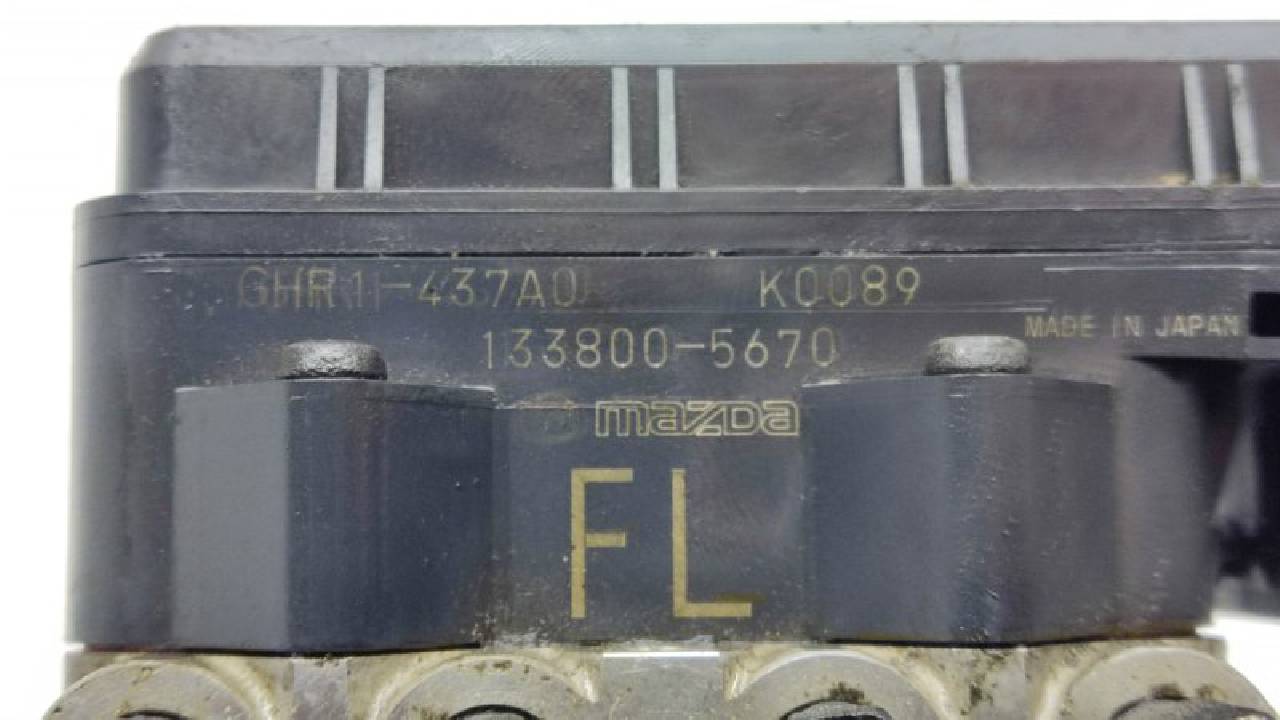 GHR1-437A0 K0089
133800-5670
MADE IN JAPAN
mazda
FL